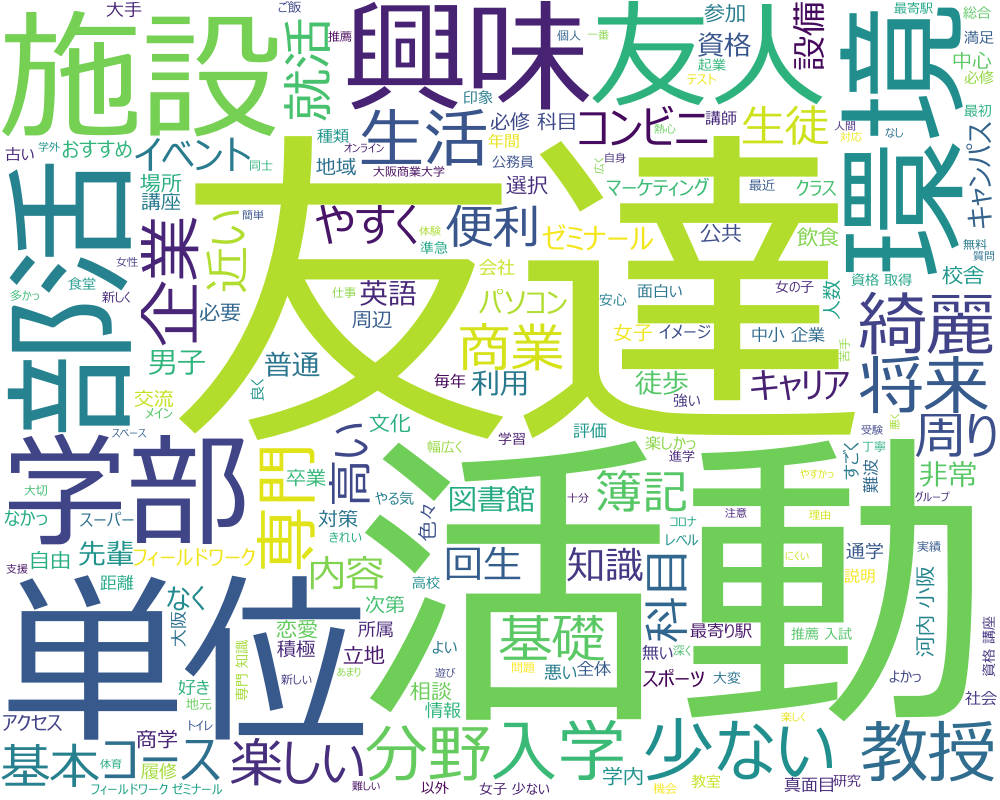 ご飯
大手
施設
就活
推薦
興味
個人
一番
友人
参加
資格
起業
テスト
設備
環境
最寄駅
総合
満足
中心
必修
古い
学外
おすすめ
イベント
同士
種類
オンライン
地域
生活
印象
必修 科目
年間
公務員
大阪商業大学
選択
コンビニ
熱心
講師
広く
自身
生徒
人間
対応
なし
最初
キャンパス
部活
場所
講座
簡単
女性
食堂
多かっ
新しく
企業
近い
必要
友達
やすく
体験
準急
仕事
英語
周辺
便利
会社
パソコン
ゼミナール
マーケティング
最近
クラス
公共
飲食
面白い
安心
女の子
人数
無料
質問
資格 取得
校舎
男子
普通
毎年
利用
商業
女子
イメージ
中小 企業
苦手
徒歩
キャリア
強い
綺麗
将来
周り
交流
メイン
スペース
良く
文化
幅広く
学習
評価
楽しかっ
進学
受験
丁寧
悪く
すごく
難波
非常
学部
専門
高い
卒業
やる気
色々
図書館
簿記
活動
やすかっ
グループ
大切
なかっ
スーパー
自由
先輩
フィールドワーク
対策
きれい
内容
回生
十分
知識
科目
コロナ
レベル
注意
理由
にくい
通学
説明
実績
河内 小阪
支援
距離
単位
なく
大阪
次第
高校
恋愛
積極
所属
立地
基礎
よい
新しい
あまり
遊び
問題
悪い
全体
無い
深く
最寄り駅
スポーツ
大変
推薦 入試
よかっ
資格 講座
社会
好き
地元
トイレ
専門 知識
相談
情報
アクセス
商学
基本
コース
履修
体育
フィールドワーク ゼミナール
楽しい
難しい
分野
以外
入学
女子 少ない
学内
少ない
機会
教室
楽しく
真面目
研究
教授